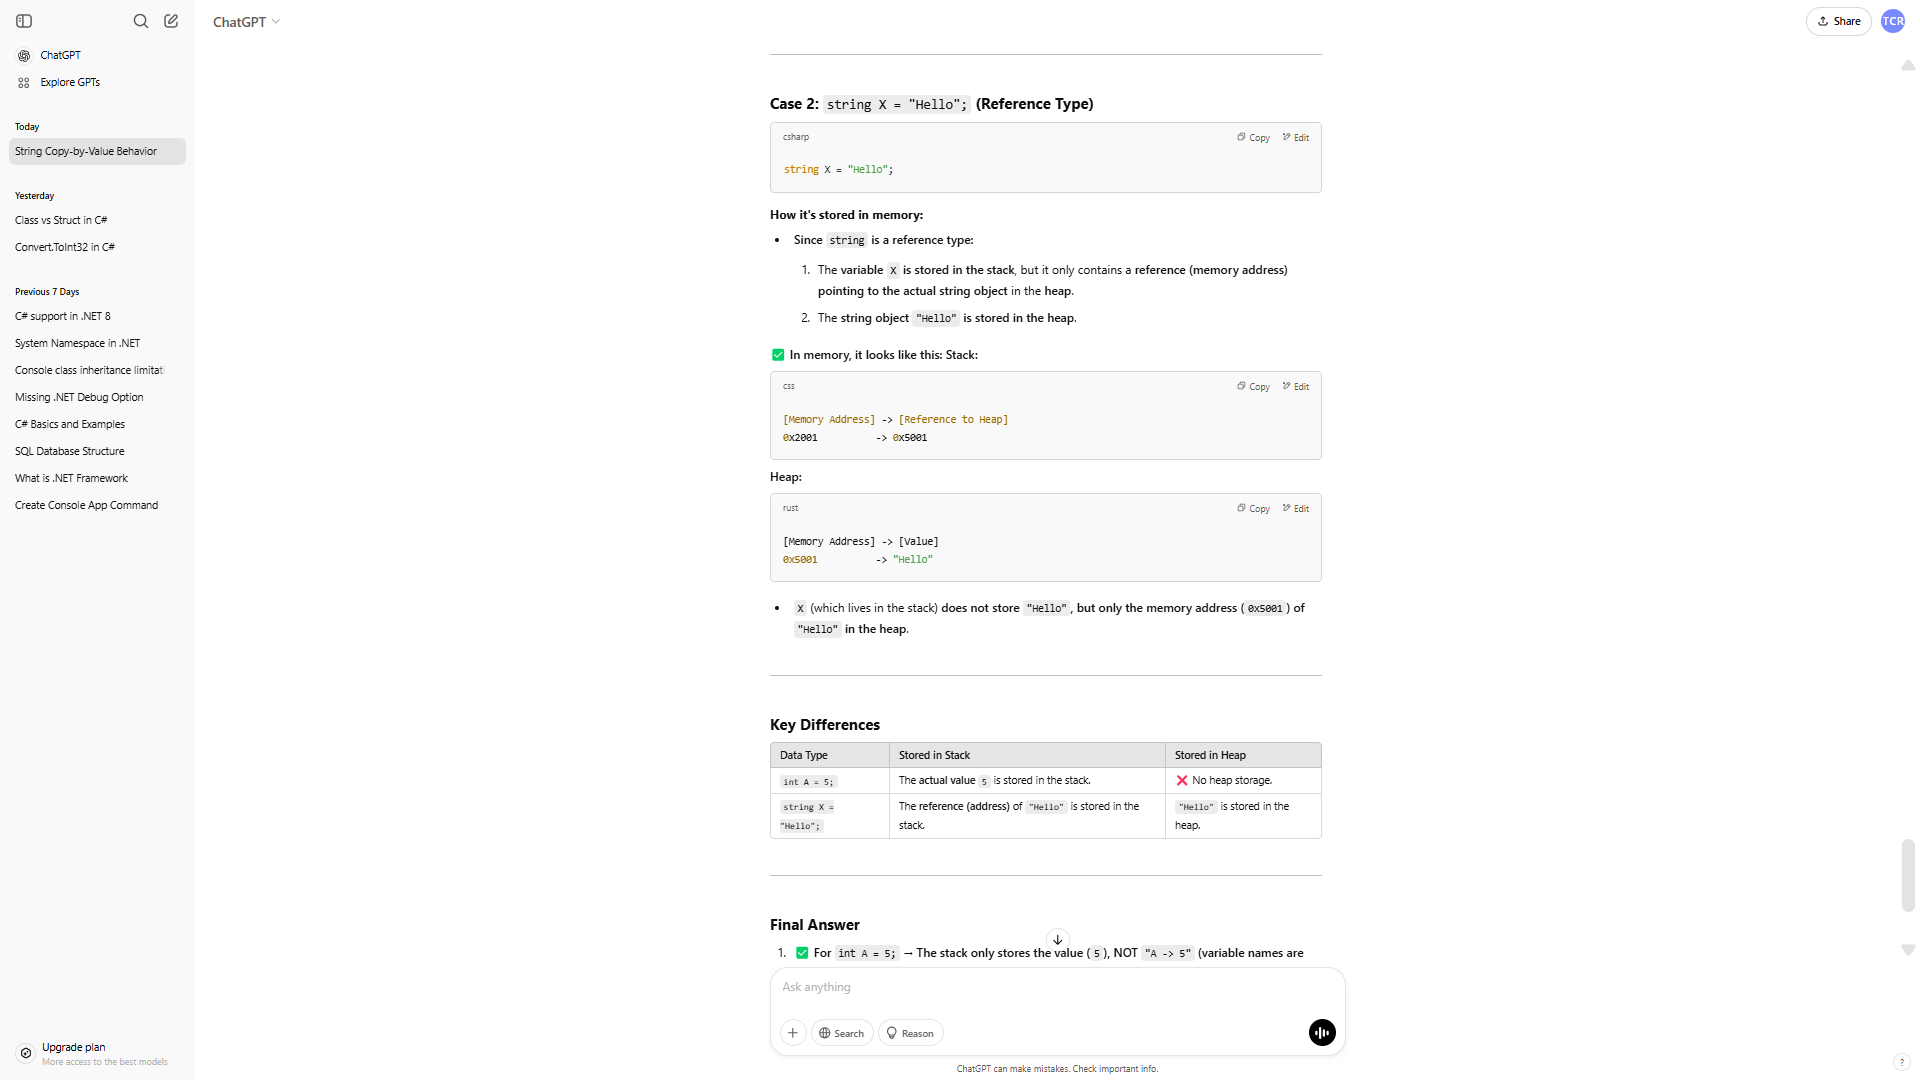 ChatGPT
Share
TCR
ChatGPT
Explore GPTs
Today
String Copy-by-Value Behavior
Yesterday
Class vs Struct in C#
Convert.ToInt32 in C#
Previous 7 Days
C# support in .NET 8
System Namespace in .NET
Console class inheritance limitati
Missing .NET Debug Option
C# Basics and Examples
SQL Database Structure
What is .NET Framework
Create Console App Command
Upgrade plan
More access to the best models
Case 2: string X = "Hello"; (Reference Type)
csharp
Copy
Edit
string X = "Hello";
How it's stored in memory:
• Since string is a reference type:
1. The variable X is stored in the stack, but it only contains a reference (memory address)
pointing to the actual string object in the heap.
2. The string object "Hello" is stored in the heap.
✅ In memory, it looks like this: Stack:
css
Copy
Edit
[Memory Address] -> [Reference to Heap]
0x2001 -> 0x5001
Heap:
rust
Copy
Edit
[Memory Address] -> [Value]
0x5001 -> "Hello"
• X (which lives in the stack) does not store "Hello", but only the memory address (0x5001) of
"Hello" in the heap.
Key Differences
Data Type Stored in Stack Stored in Heap
int A = 5; The actual value 5 is stored in the stack. ❌ No heap storage.
string X = The reference (address) of "Hello" is stored in the "Hello" is stored in the
"Hello"; stack. heap.
Final Answer
1. ✅ For int A = 5; → The stack only stores the value (5), NOT "A -> 5" (variable names are
Ask anything
Search
Reason
ChatGPT can make mistakes. Check important info.
?